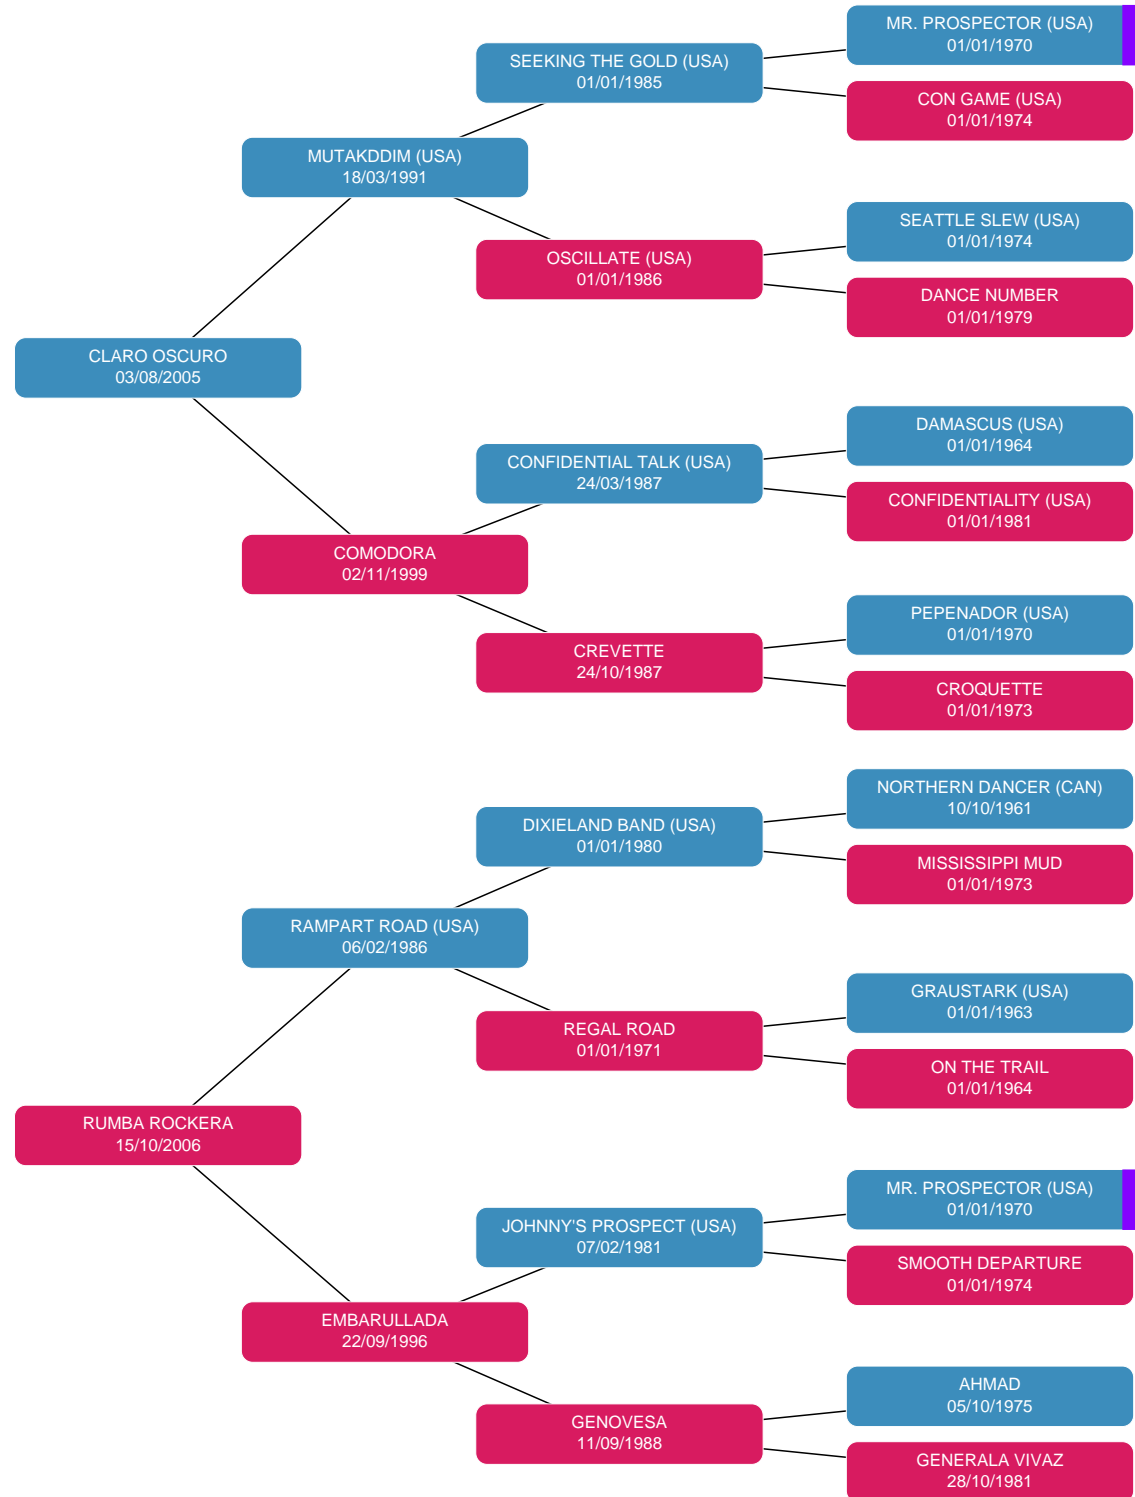 MR. PROSPECTOR (USA)
01/01/1970
SEEKING THE GOLD (USA)
01/01/1985
CON GAME (USA)
01/01/1974
MUTAKDDIM (USA)
18/03/1991
SEATTLE SLEW (USA)
01/01/1974
OSCILLATE (USA)
01/01/1986
DANCE NUMBER
01/01/1979
CLARO OSCURO
03/08/2005
DAMASCUS (USA)
01/01/1964
CONFIDENTIAL TALK (USA)
24/03/1987
CONFIDENTIALITY (USA)
01/01/1981
COMODORA
02/11/1999
PEPENADOR (USA)
01/01/1970
CREVETTE
24/10/1987
CROQUETTE
01/01/1973
NORTHERN DANCER (CAN)
10/10/1961
DIXIELAND BAND (USA)
01/01/1980
MISSISSIPPI MUD
01/01/1973
RAMPART ROAD (USA)
06/02/1986
GRAUSTARK (USA)
01/01/1963
REGAL ROAD
01/01/1971
ON THE TRAIL
01/01/1964
RUMBA ROCKERA
15/10/2006
MR. PROSPECTOR (USA)
01/01/1970
JOHNNY'S PROSPECT (USA)
07/02/1981
SMOOTH DEPARTURE
01/01/1974
EMBARULLADA
22/09/1996
AHMAD
05/10/1975
GENOVESA
11/09/1988
GENERALA VIVAZ
28/10/1981